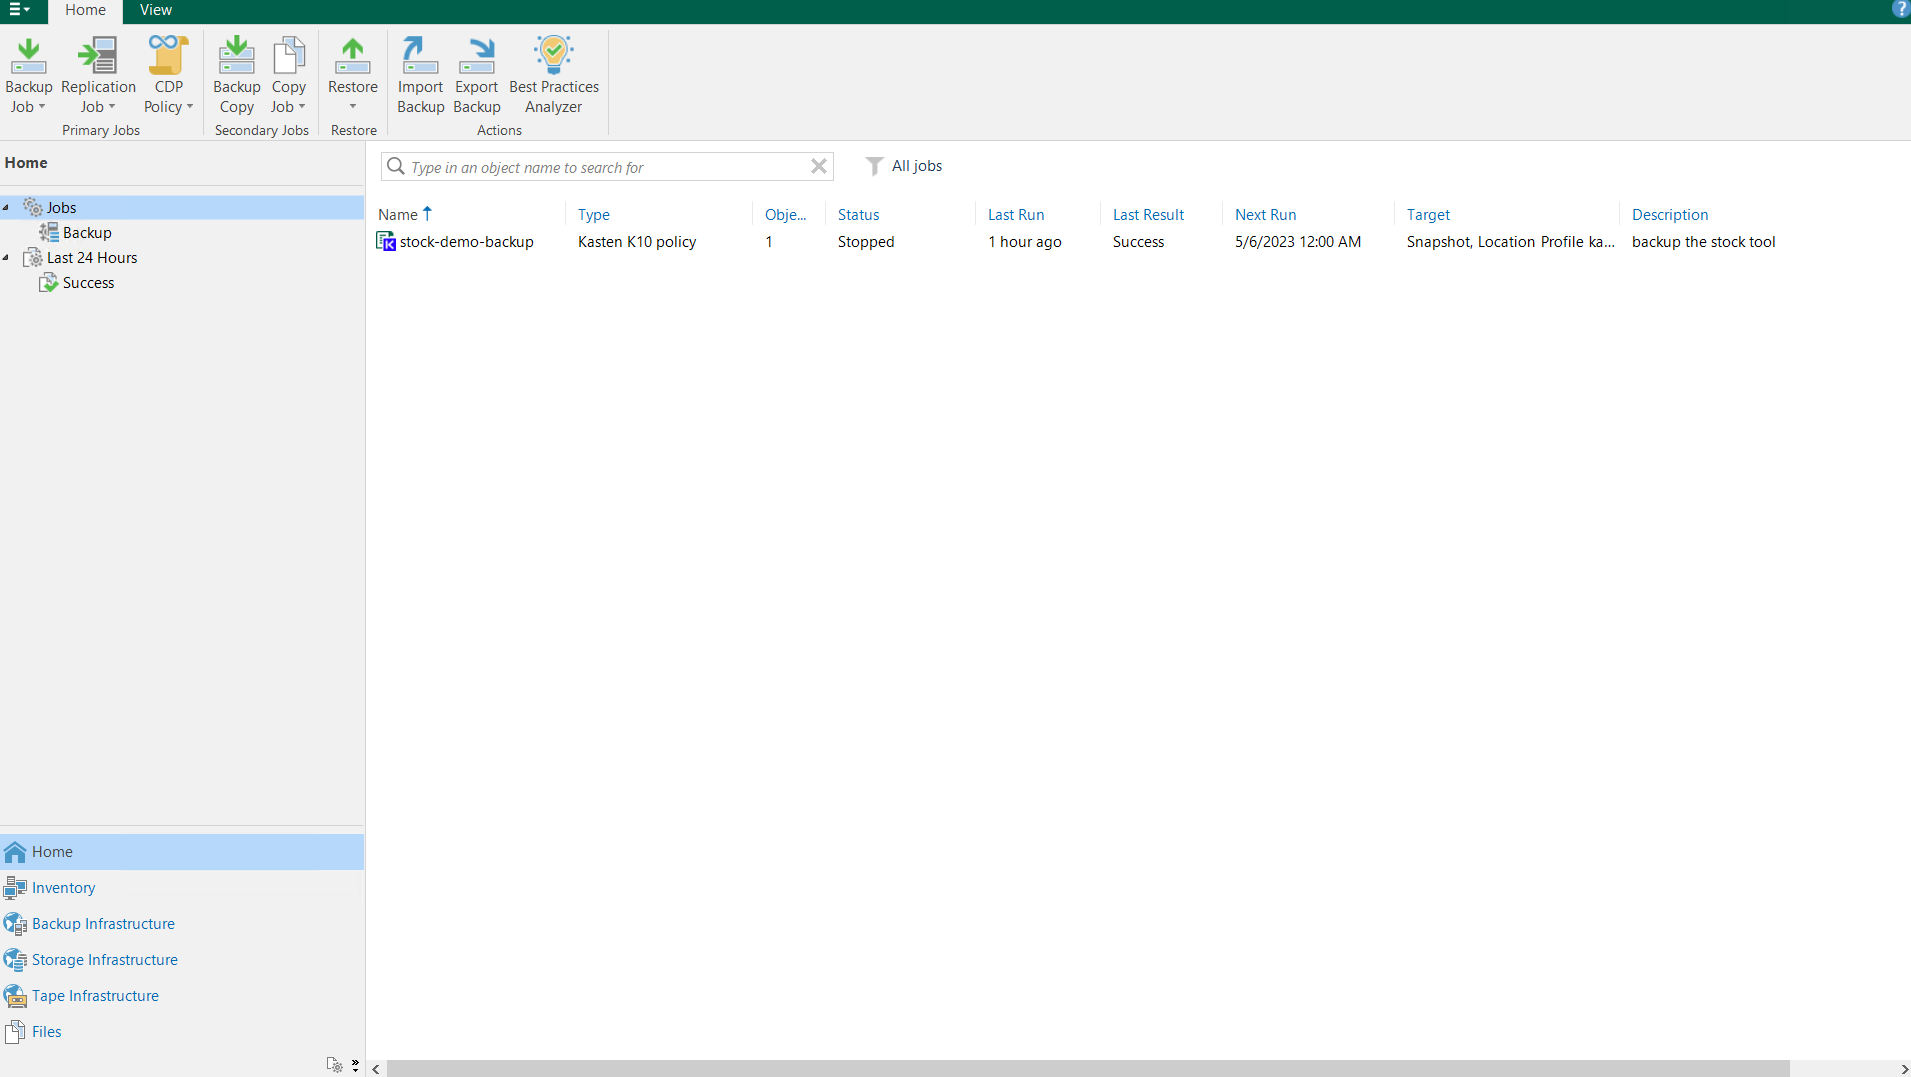 Home View
Backup Job
Replication Job
CDP Policy
Primary Jobs
Backup Copy
Copy Job
Secondary Jobs
Restore
Restore
Import Backup
Export Backup
Best Practices Analyzer
Actions
Home
Type in an object name to search for
All jobs
Jobs
Backup
Last 24 Hours
Success
Name Type Obje... Status Last Run Last Result Next Run Target Description
stock-demo-backup Kasten K10 policy 1 Stopped 1 hour ago Success 5/6/2023 12:00 AM Snapshot, Location Profile ka... backup the stock tool
Home
Inventory
Backup Infrastructure
Storage Infrastructure
Tape Infrastructure
Files